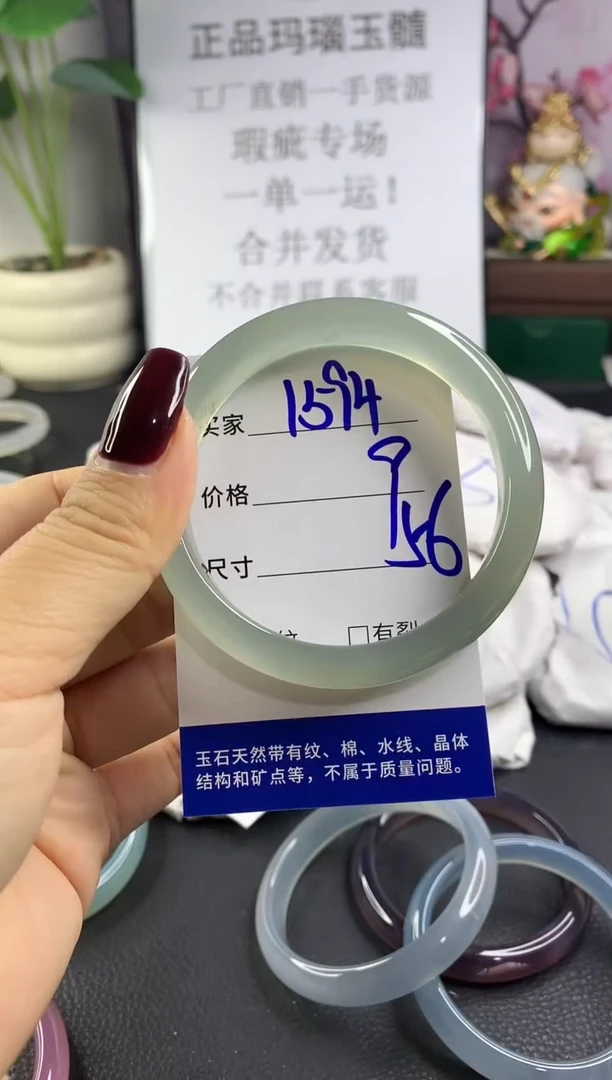 正品玛瑙玉髓
工厂直销一手货源
瑕疵专场
一单一运！
合并发货
不合并联系客服
买家 1594
价格
尺寸 56
纹 □有裂
玉石天然带有纹、棉、水线、晶体
结构和矿点等，不属于质量问题。